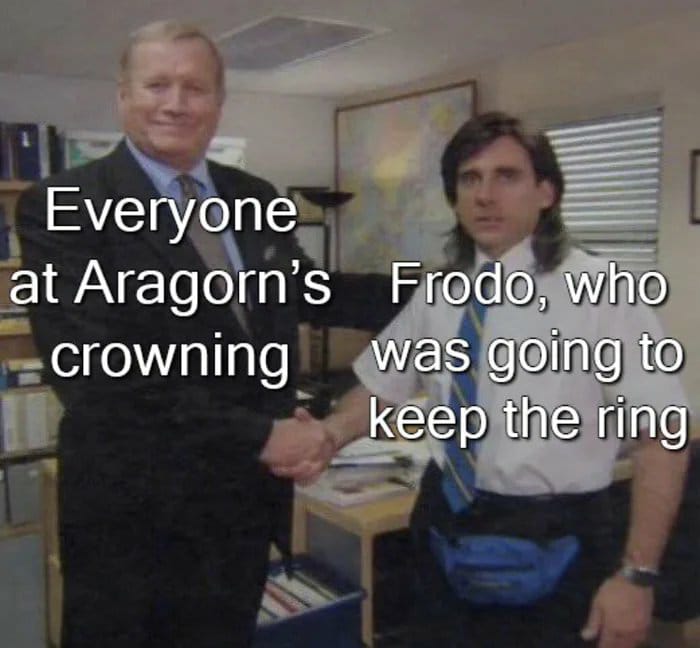 Everyone
at Aragorn’s
crowning
Frodo, who
was going to
keep the ring